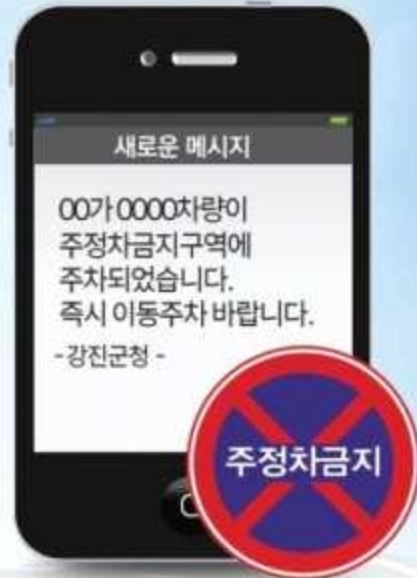 새로운 메시지
00가 0000차량이
주정차금지구역에
주차되었습니다.
즉시 이동주차 바랍니다.
- 강진군청 -
주정차금지